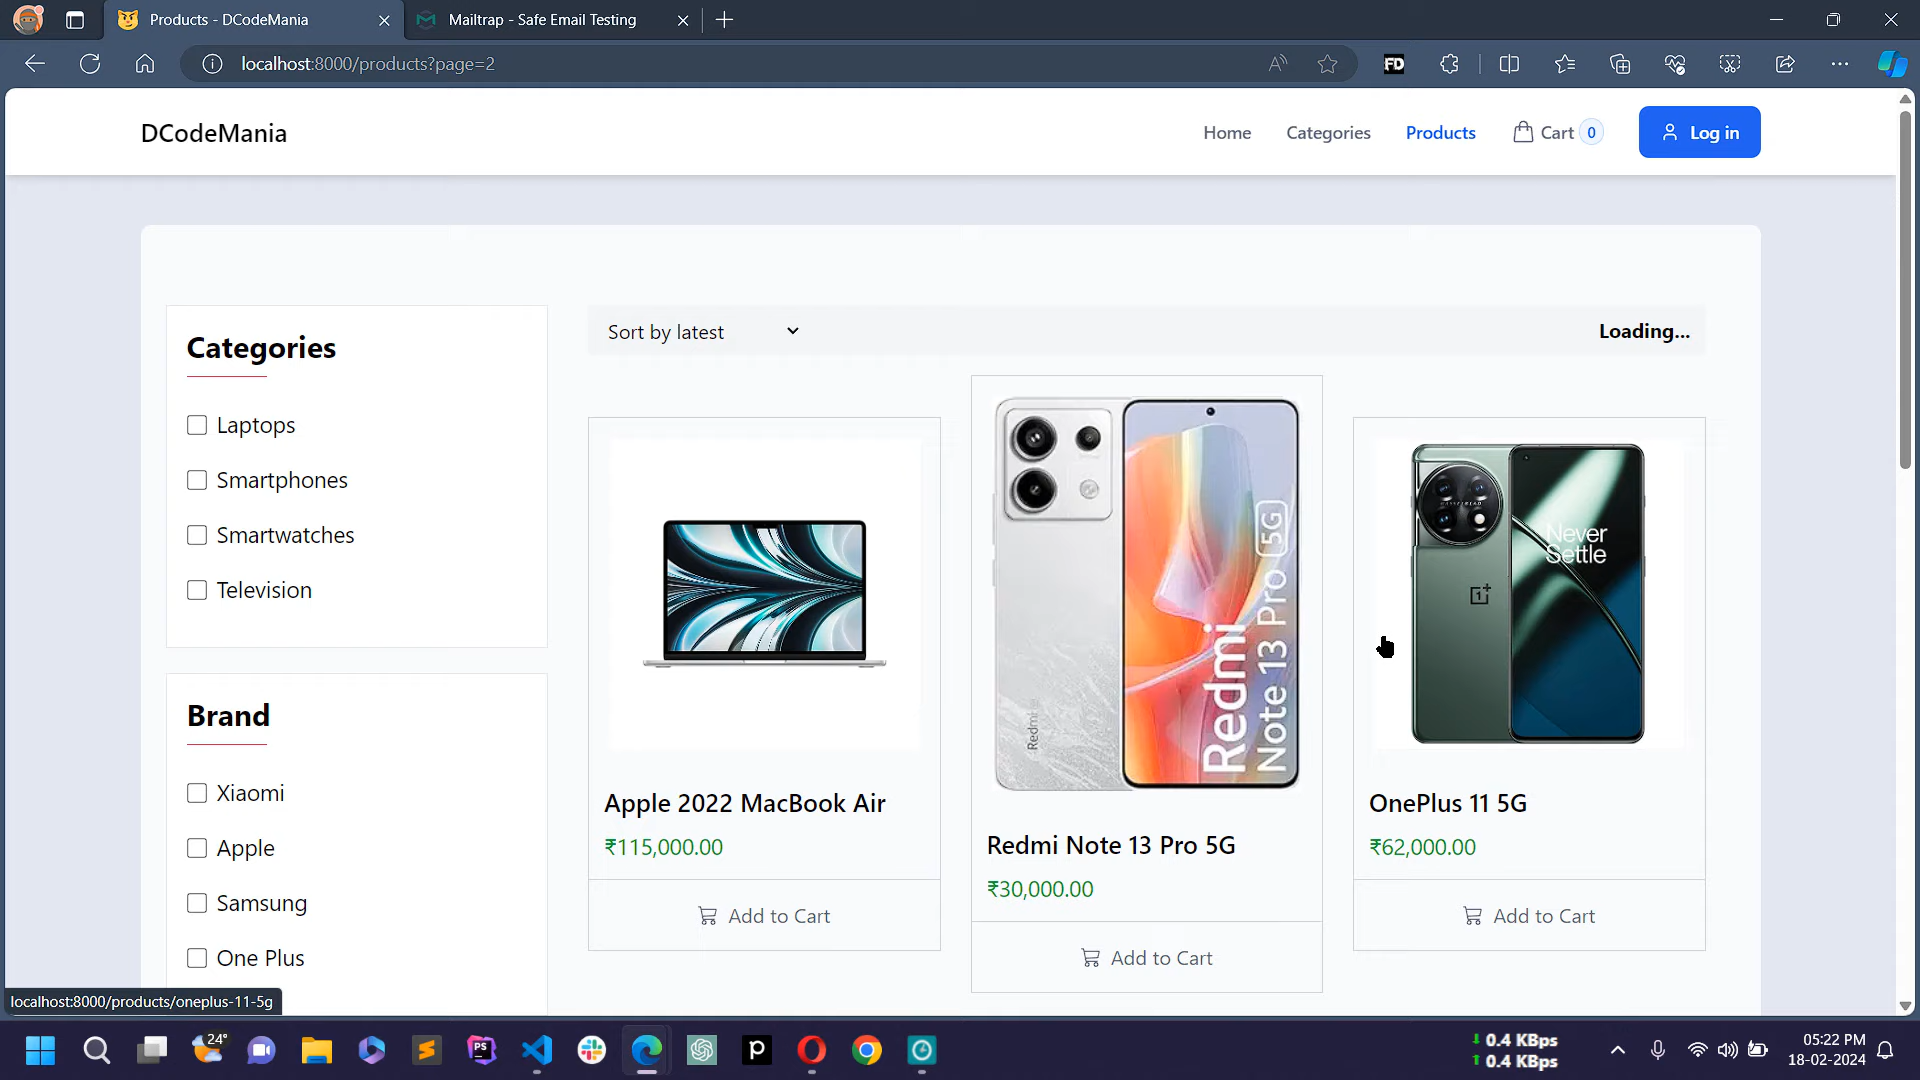 Products - DCodeMania
Mailtrap - Safe Email Testing
localhost:8000/products?page=2
FD
DCodeMania
Home
Categories
Products
Cart 0
Log in
Categories
Laptops
Smartphones
Smartwatches
Television
Brand
Xiaomi
Apple
Samsung
One Plus
Sort by latest
Loading...
Apple 2022 MacBook Air
₹115,000.00
Add to Cart
Redmi
Redmi
Note 13 Pro 5G
Redmi Note 13 Pro 5G
₹30,000.00
Add to Cart
Never
Settle
OnePlus 11 5G
₹62,000.00
Add to Cart
localhost:8000/products/oneplus-11-5g
24°
PS
P
0.4 KBps
0.4 KBps
05:22 PM
18-02-2024